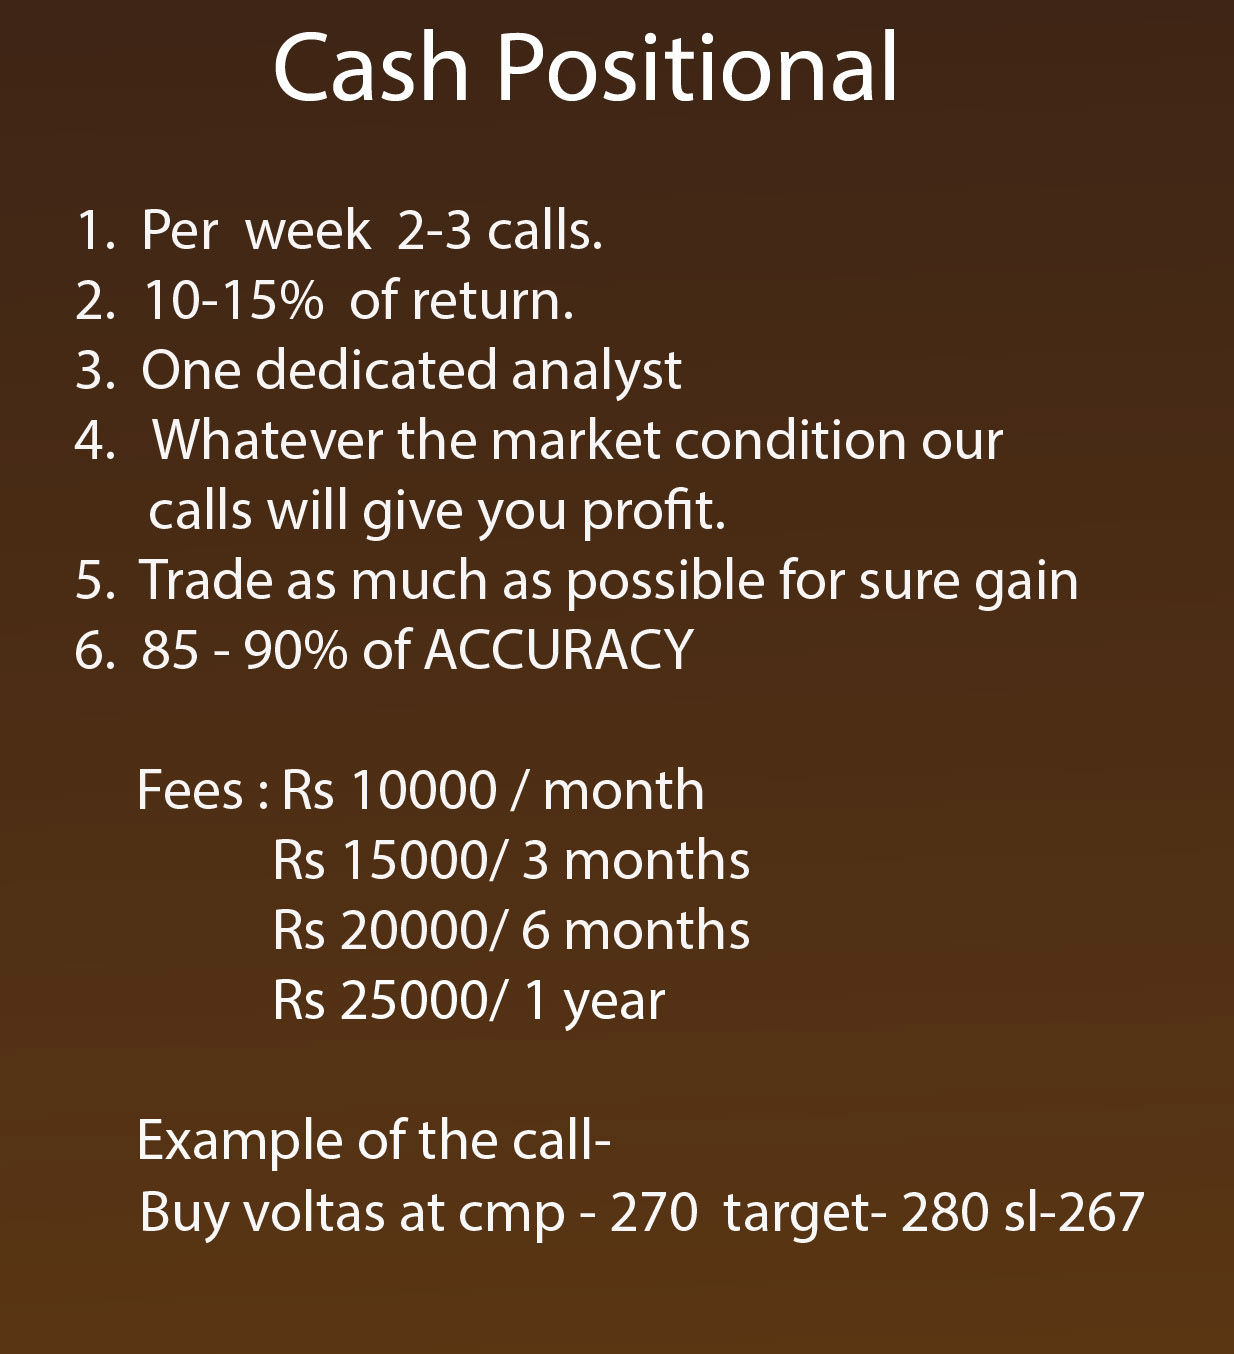 Cash Positional
1. Per week 2-3 calls.
2. 10-15% of return.
3. One dedicated analyst
4. Whatever the market condition our
calls will give you profit.
5. Trade as much as possible for sure gain
6. 85 - 90% of ACCURACY
Fees : Rs 10000 / month
Rs 15000/ 3 months
Rs 20000/ 6 months
Rs 25000/ 1 year
Example of the call-
Buy voltas at cmp - 270 target- 280 sl-267